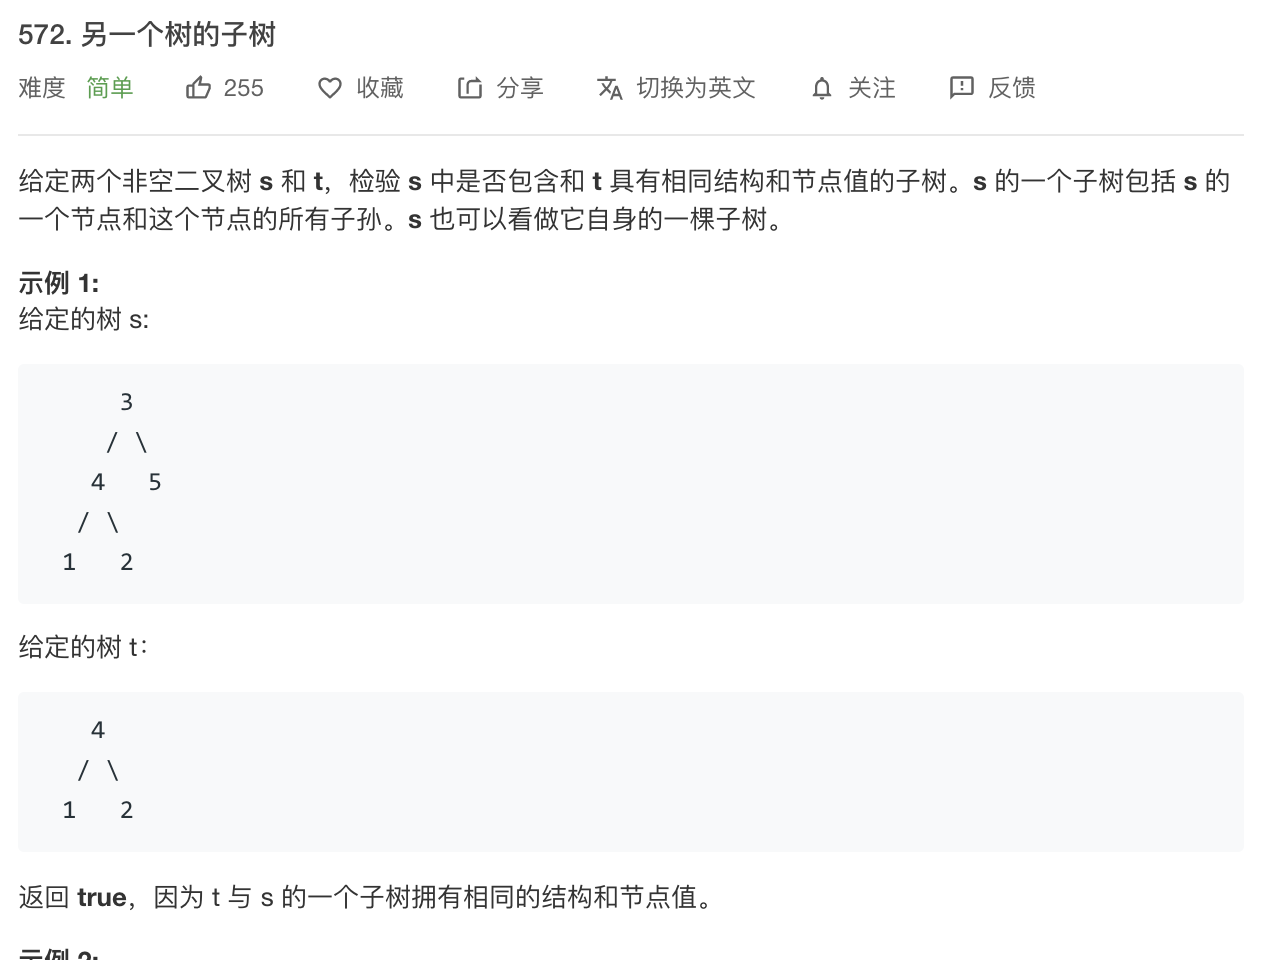 572. 另一个树的子树
难度 简单 255 收藏 分享 切换为英文 关注 反馈
给定两个非空二叉树 s 和 t，检验 s 中是否包含和 t 具有相同结构和节点值的子树。s 的一个子树包括 s 的
一个节点和这个节点的所有子孙。s 也可以看做它自身的一棵子树。
示例 1:
给定的树 s:
3
/ \
4 5
/ \
1 2
给定的树 t：
4
/ \
1 2
返回 true，因为 t 与 s 的一个子树拥有相同的结构和节点值。
示例 2: